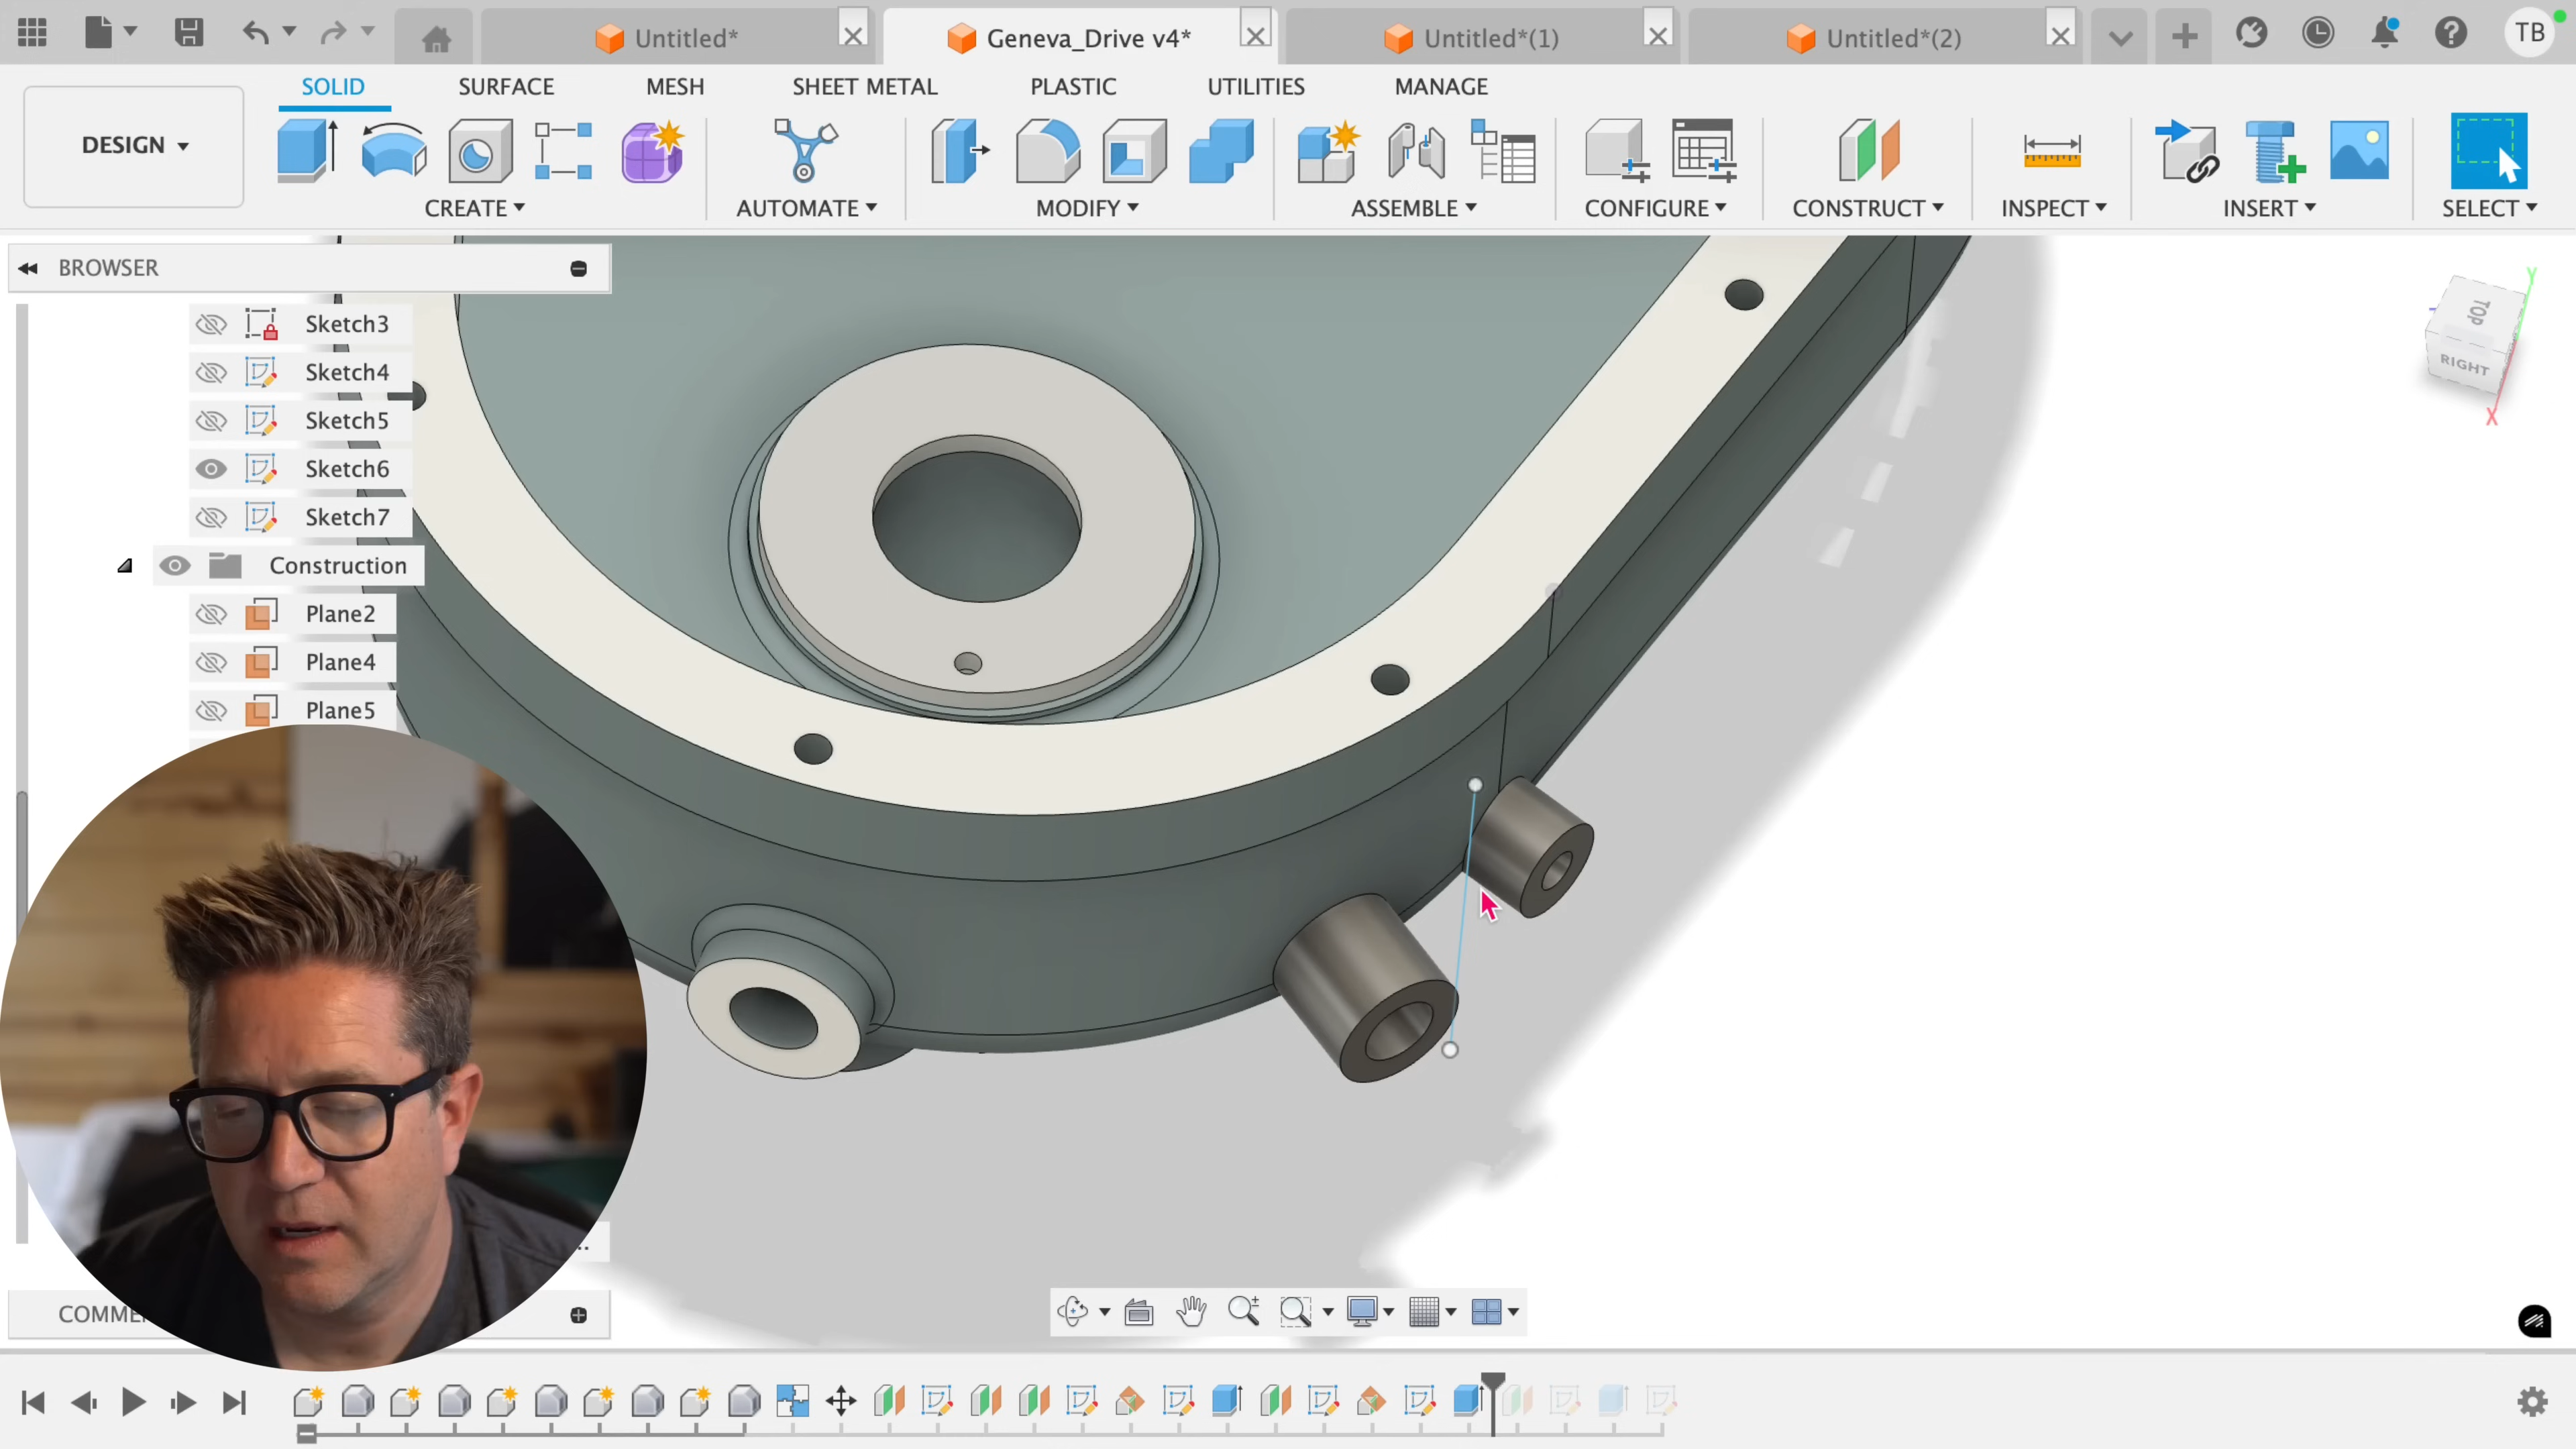 Untitled*
Geneva_Drive v4*
Untitled*(1)
Untitled*(2)
TB
DESIGN
SOLID
SURFACE
MESH
SHEET METAL
PLASTIC
UTILITIES
MANAGE
CREATE
AUTOMATE
MODIFY
ASSEMBLE
CONFIGURE
CONSTRUCT
INSPECT
INSERT
SELECT
BROWSER
Sketch3
Sketch4
Sketch5
Sketch6
Sketch7
Construction
Plane2
Plane4
Plane5
Y
TOP
RIGHT
X